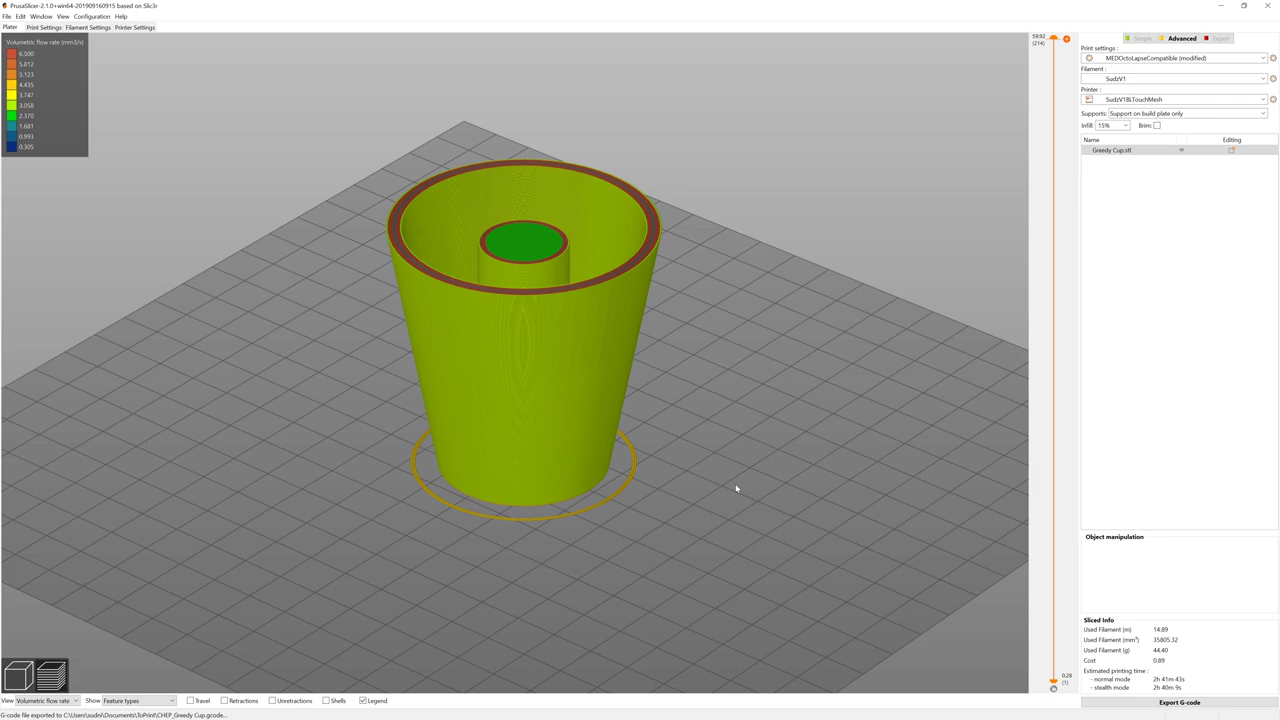 PrusaSlicer-2.1.0+win64-201909160915 based on Slic3r
File Edit Window View Configuration Help
Plater Print Settings Filament Settings Printer Settings
Volumetric flow rate (mm3/s)
6.500
5.812
5.123
4.435
3.747
3.058
2.370
1.681
0.993
0.305
59.92
(214)
0.28
(1)
Simple Advanced Expert
Print settings :
MEDOctoLapseCompatible (modified)
Filament :
SudzV1
Printer :
SudzV1BLTouchMesh
Supports: Support on build plate only
Infill: 15% Brim:
Name Editing
Greedy Cup.stl
Object manipulation
Sliced Info
Used Filament (m) 14.89
Used Filament (mm³) 35805.32
Used Filament (g) 44.40
Cost 0.89
Estimated printing time :
- normal mode 2h 41m 43s
- stealth mode 2h 40m 9s
Export G-code
View Volumetric flow rate Show Feature types Travel Retractions Unretractions Shells Legend
G-code file exported to C:\Users\sudni\Documents\ToPrint\CHEP_Greedy Cup.gcode...